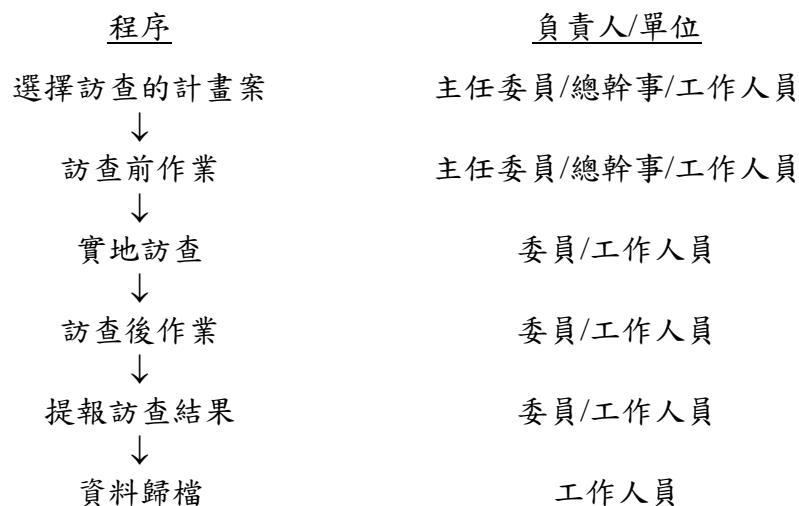 程序 負責人/單位
選擇訪查的計畫案 主任委員/總幹事/工作人員
↓
訪查前作業 主任委員/總幹事/工作人員
↓
實地訪查 委員/工作人員
↓
訪查後作業 委員/工作人員
↓
提報訪查結果 委員/工作人員
↓
資料歸檔 工作人員